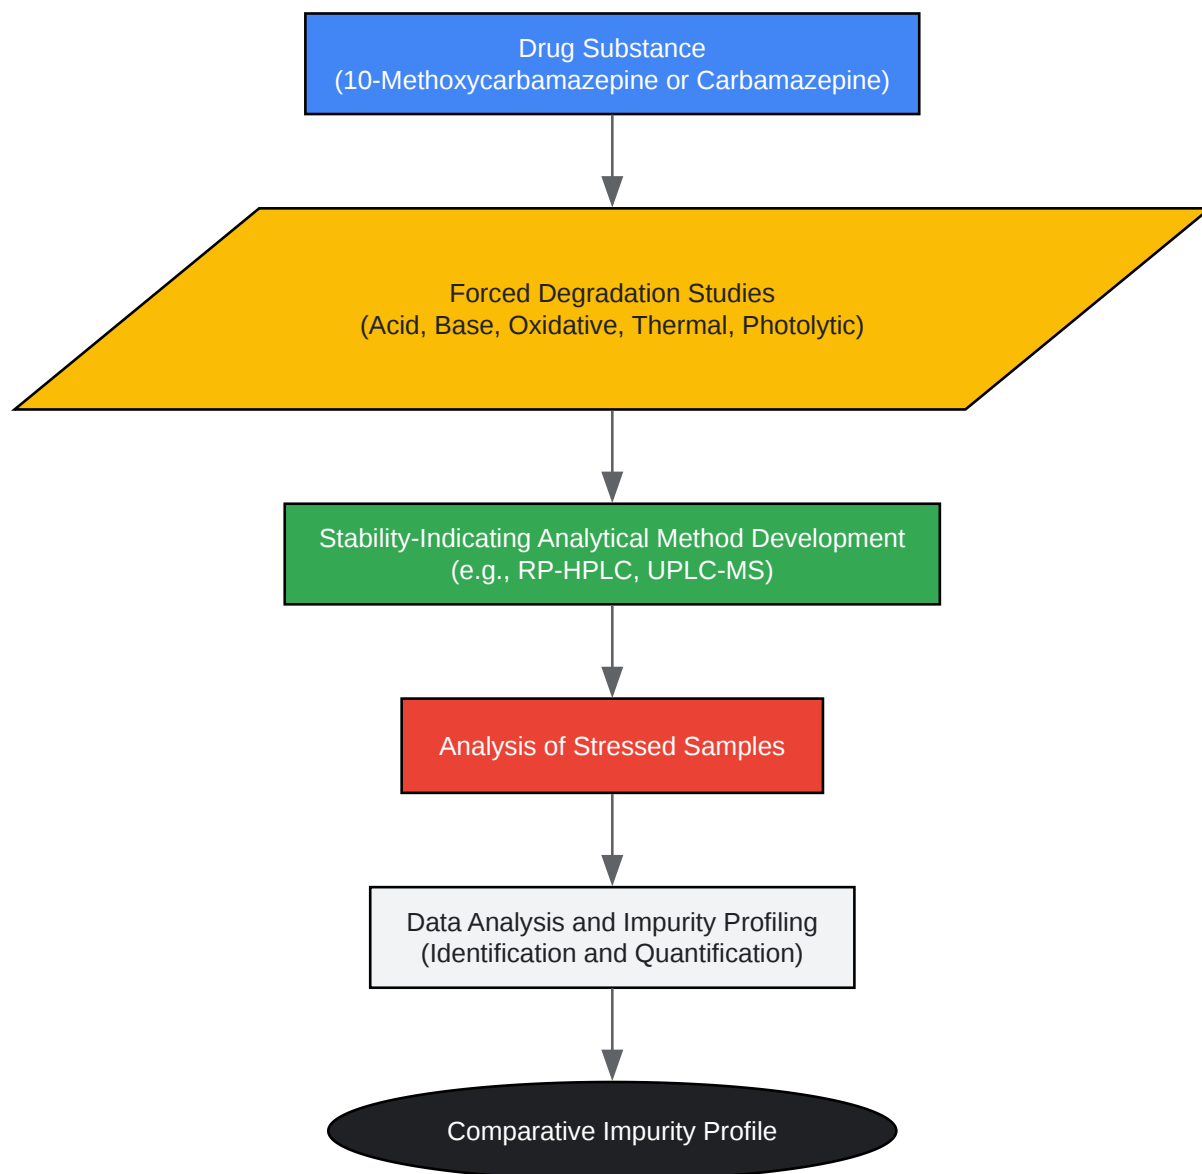 Drug Substance
(10-Methoxycarbamazepine or Carbamazepine)
Forced Degradation Studies
(Acid, Base, Oxidative, Thermal, Photolytic)
Stability-Indicating Analytical Method Development
(e.g., RP-HPLC, UPLC-MS)
Analysis of Stressed Samples
Data Analysis and Impurity Profiling
(Identification and Quantification)
Comparative Impurity Profile